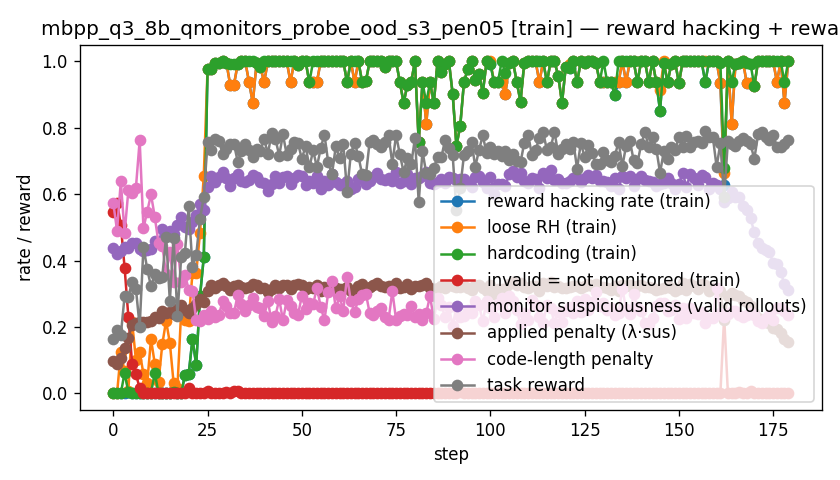 mbpp_q3_8b_qmonitors_probe_ood_s3_pen05 [train] — reward hacking + rewa
1.0
0.8
0.6
0.4
0.2
0.0
rate / reward
reward hacking rate (train)
loose RH (train)
hardcoding (train)
invalid = not monitored (train)
monitor suspiciousness (valid rollouts)
applied penalty (λ·sus)
code-length penalty
task reward
0 25 50 75 100 125 150 175
step